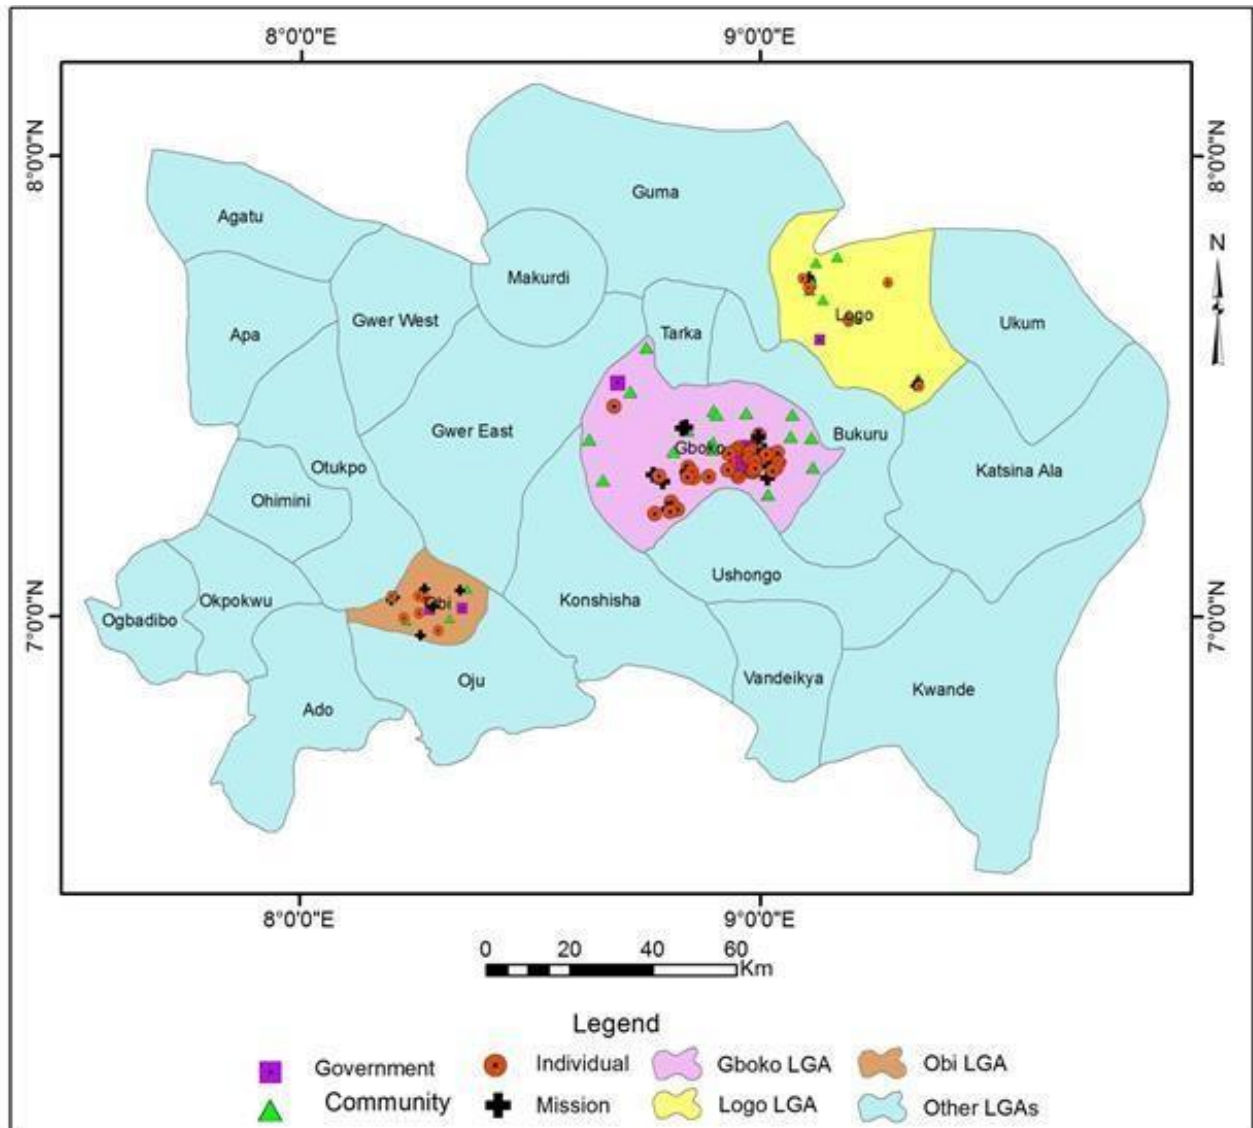 8°0'0"E 9°0'0"E
8°0'0"N 8°0'0"N
Guma
Agatu
N
Makurdi
Apa
Gwer West
Logo
Ukum
Tarka
Gwer East
Bukuru
Gboko
Otukpo
Katsina Ala
Ohimini
Ushongo
Obi
Konshisha
Okpokwu
Ogbadibo
7°0'0"N 7°0'0"N
Oju
Vandeikya
Kwande
Ado
8°0'0"E 9°0'0"E
0 20 40 60
Km
Legend
Government Individual Gboko LGA Obi LGA
Community Mission Logo LGA Other LGAs